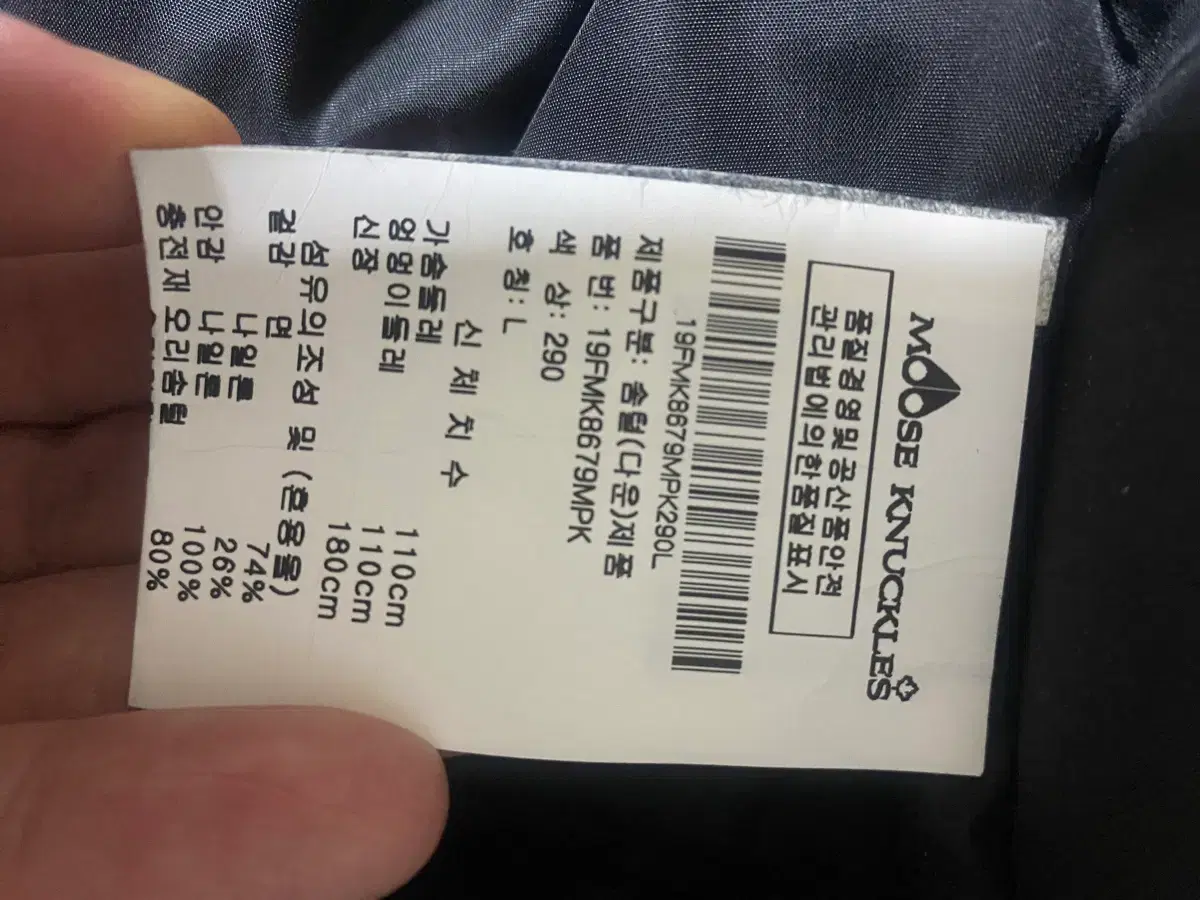 MOOSE KNUCKLES
품질경영및 공산품안전
관리법에의한품질 표시
19FMK8679MPK290L
제품구분: 솜털(다운)제품
품 번: 19FMK8679MPK
색 상: 290
호 칭: L
신 체 치 수
가슴둘레 110cm
엉덩이둘레 110cm
신장 180cm
섬유의조성 및 (혼용율)
겉감 면 74%
나일론 26%
안감 나일론 100%
충전재 오리솜털 80%